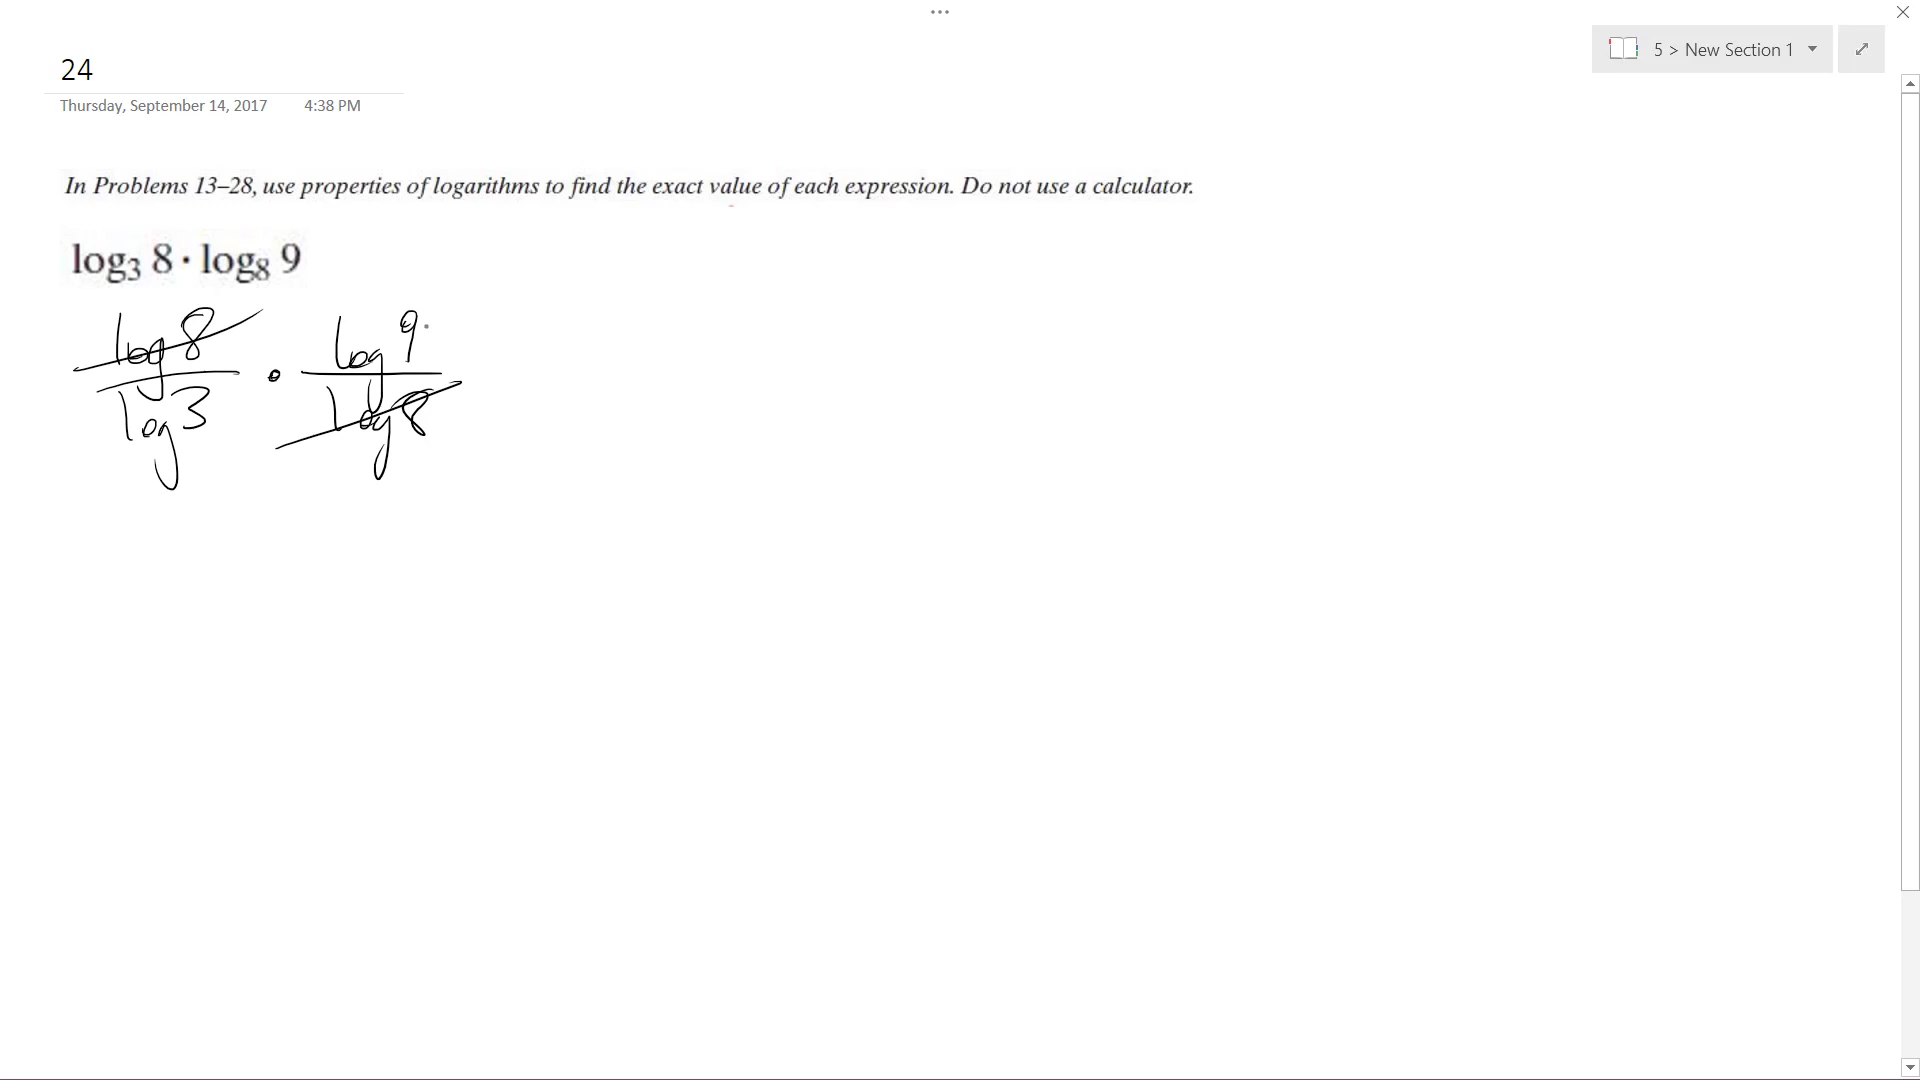 5 > New Section 1
24
Thursday, September 14, 2017 4:38 PM
In Problems 13–28, use properties of logarithms to find the exact value of each expression. Do not use a calculator.
log₃ 8 · log₈ 9
log 8 / log 3 · log 9 / log 8